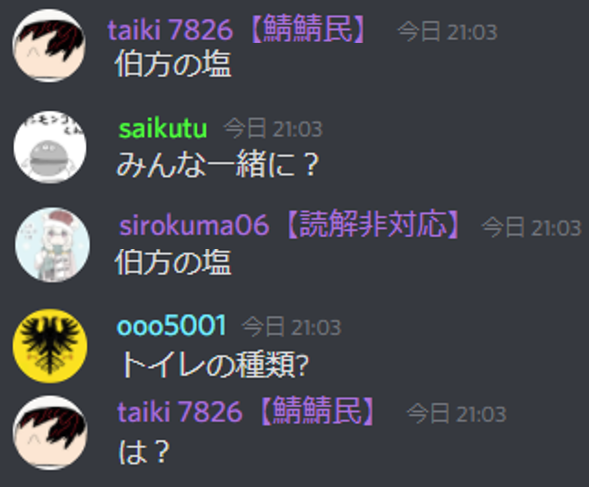 taiki 7826【鯖鯖民】 今日 21:03
伯方の塩
saikutu 今日 21:03
みんな一緒に？
sirokuma06【読解非対応】 今日 21:03
伯方の塩
ooo5001 今日 21:03
トイレの種類?
taiki 7826【鯖鯖民】 今日 21:03
は？